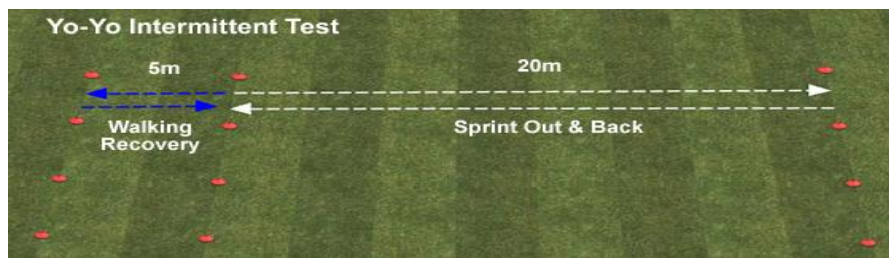 Yo-Yo Intermittent Test
5m
20m
Walking
Recovery
Sprint Out & Back